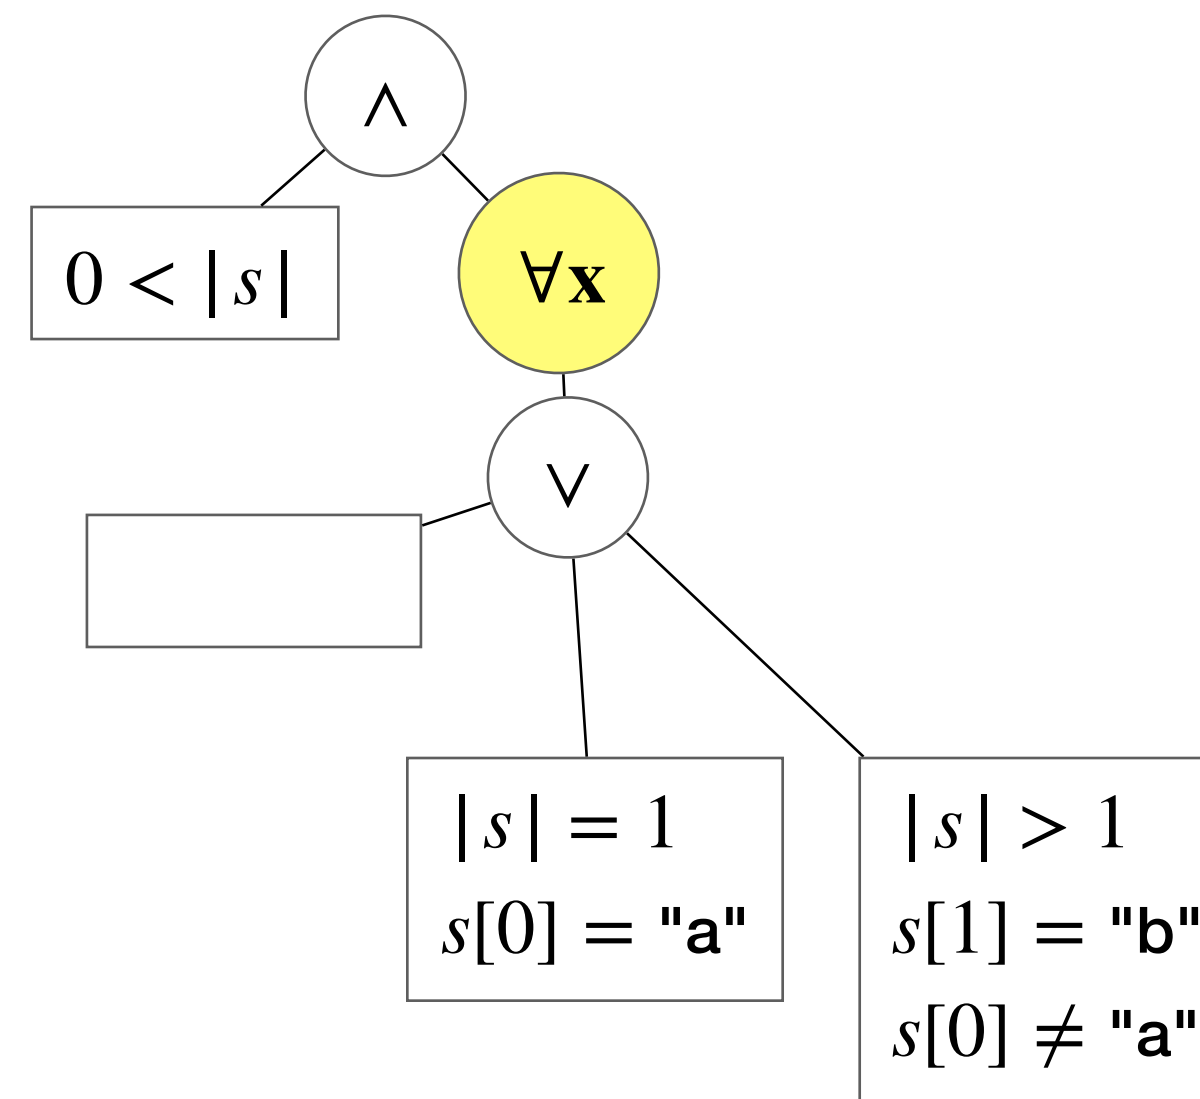 ∧
0 < |s|
∀x
∨
|s| = 1
s[0] = "a"
|s| > 1
s[1] = "b"
s[0] ≠ "a"